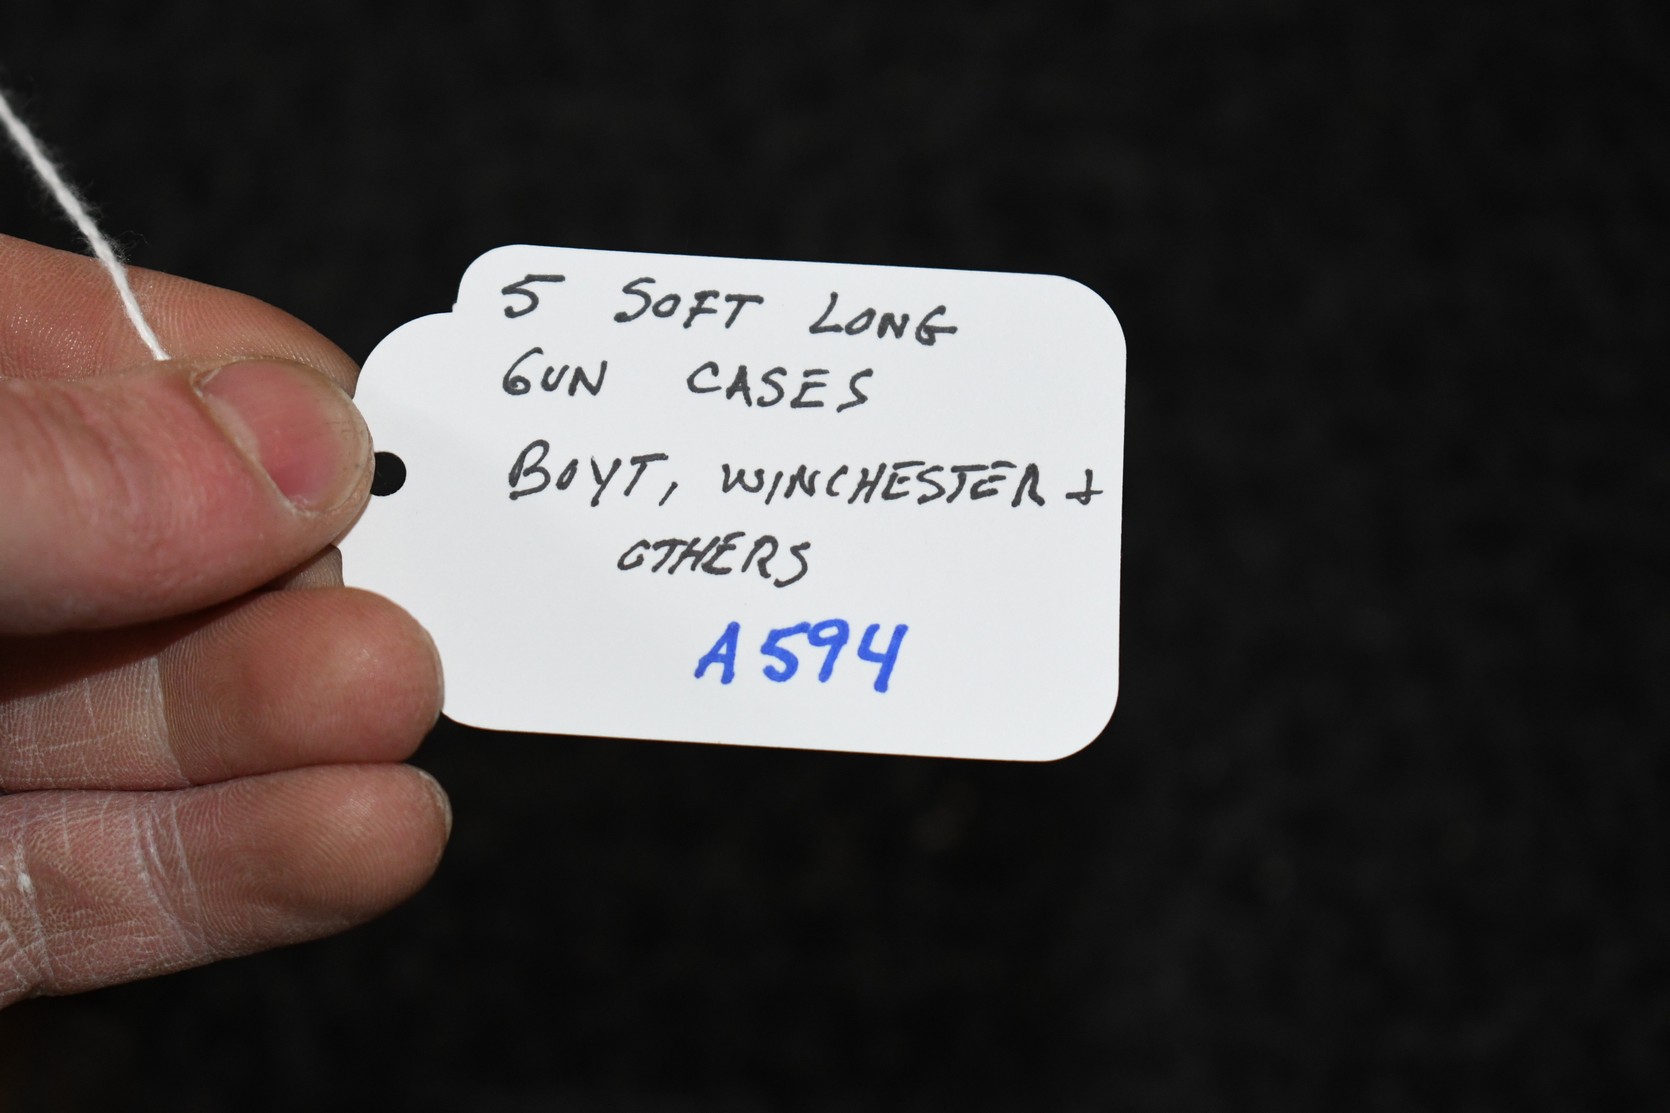 5 SOFT LONG
GUN CASES
BOYT, WINCHESTER &
OTHERS
A594